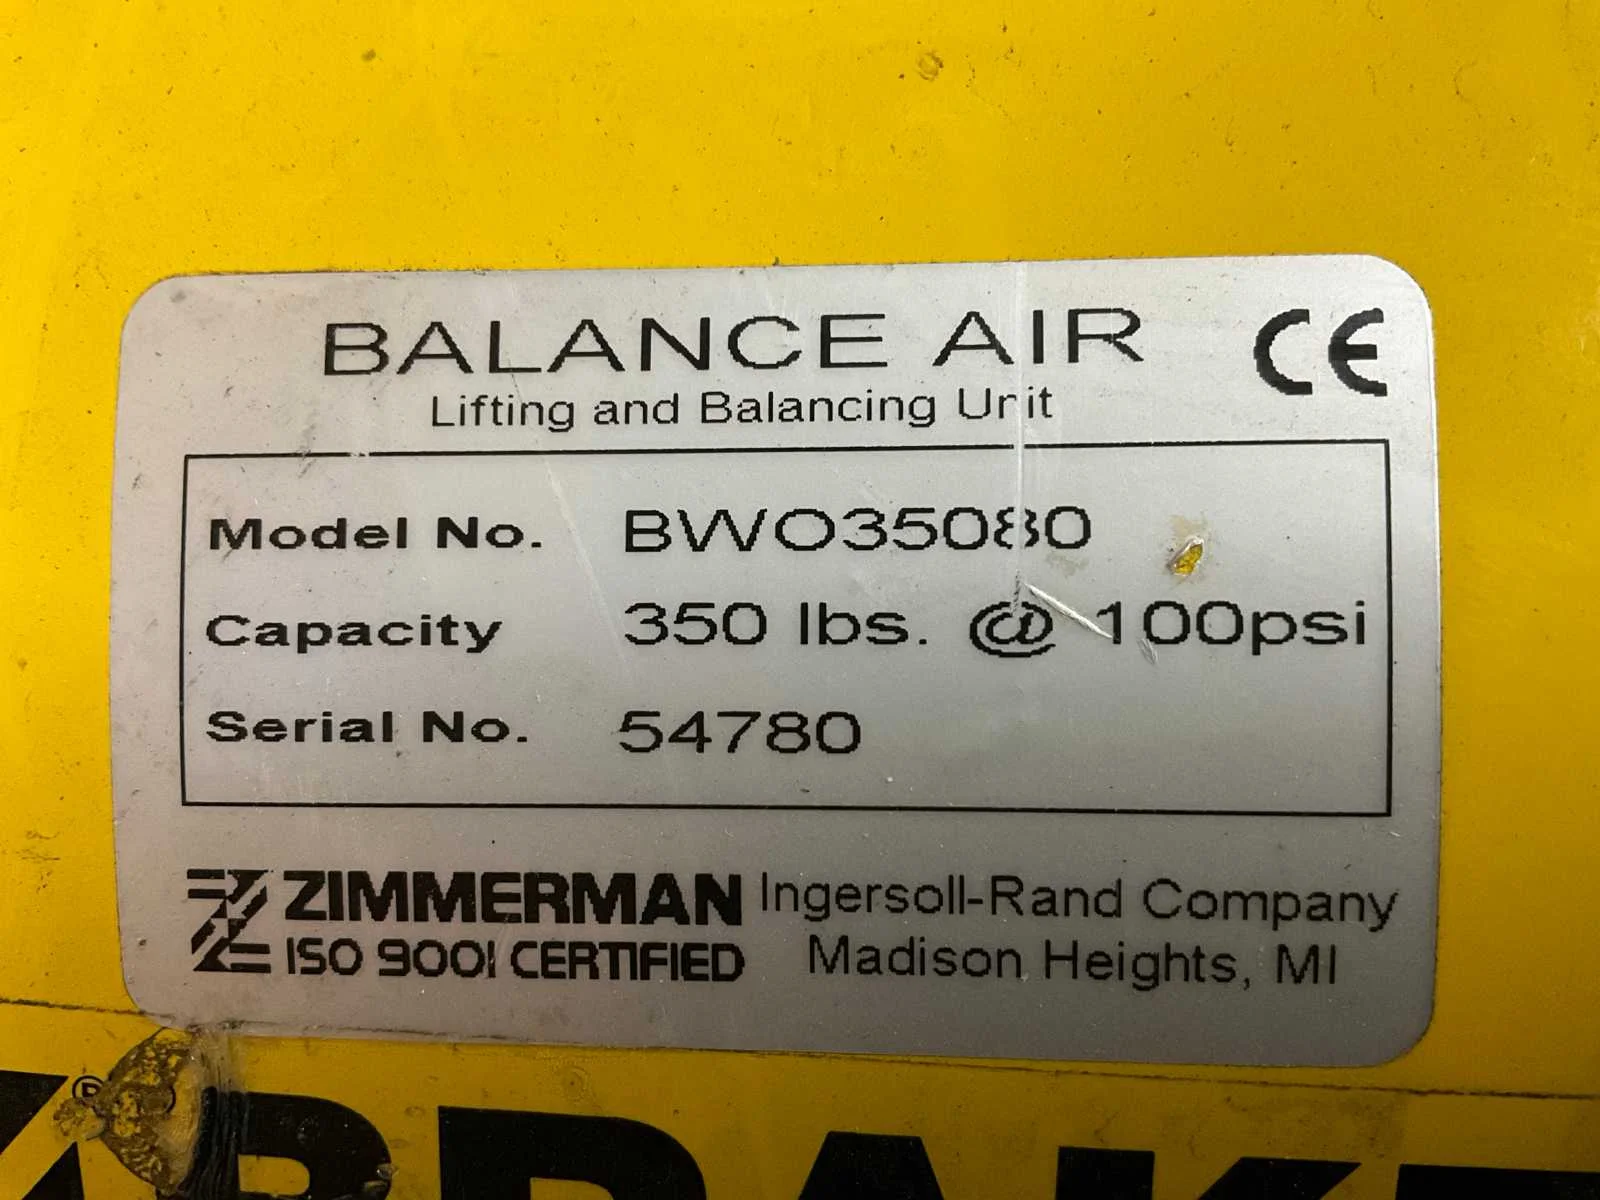 BALANCE AIR CE
Lifting and Balancing Unit
Model No. BWO35080
Capacity 350 lbs. @ 100psi
Serial No. 54780
ZIMMERMAN Ingersoll-Rand Company
ISO 9001 CERTIFIED Madison Heights, MI
®